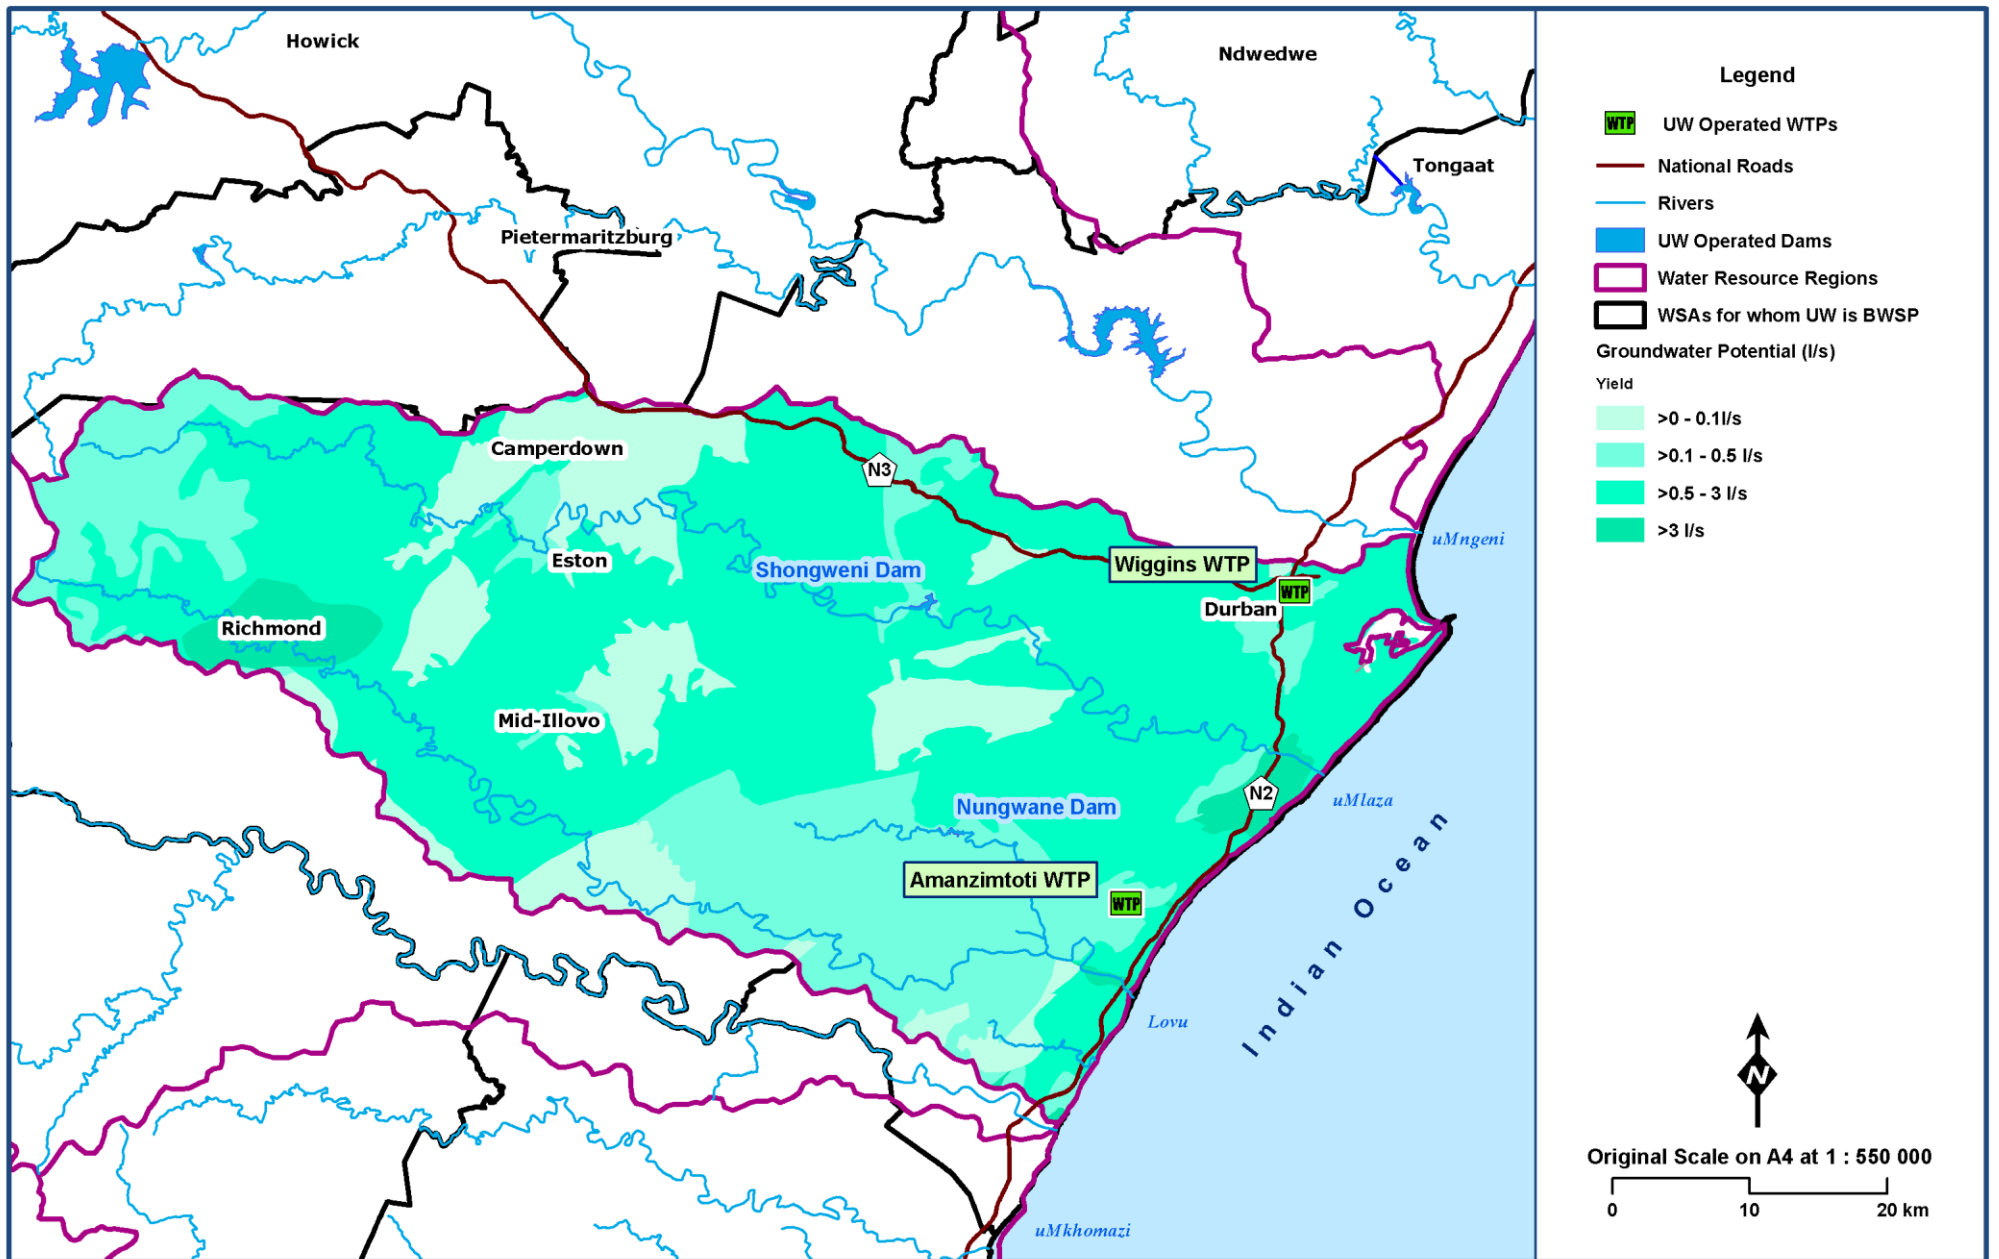 Howick
Ndwedwe
Tongaat
Pietermaritzburg
Camperdown
N3
Eston
Shongweni Dam
Wiggins WTP
WTP
Durban
uMngeni
Richmond
Mid-Illovo
Nungwane Dam
N2
uMlaza
Amanzimtoti WTP
WTP
Indian Ocean
Lovu
uMkhomazi
Legend
WTP UW Operated WTPs
National Roads
Rivers
UW Operated Dams
Water Resource Regions
WSAs for whom UW is BWSP
Groundwater Potential (l/s)
Yield
>0 - 0.1l/s
>0.1 - 0.5 l/s
>0.5 - 3 l/s
>3 l/s
N
Original Scale on A4 at 1 : 550 000
0 10 20 km